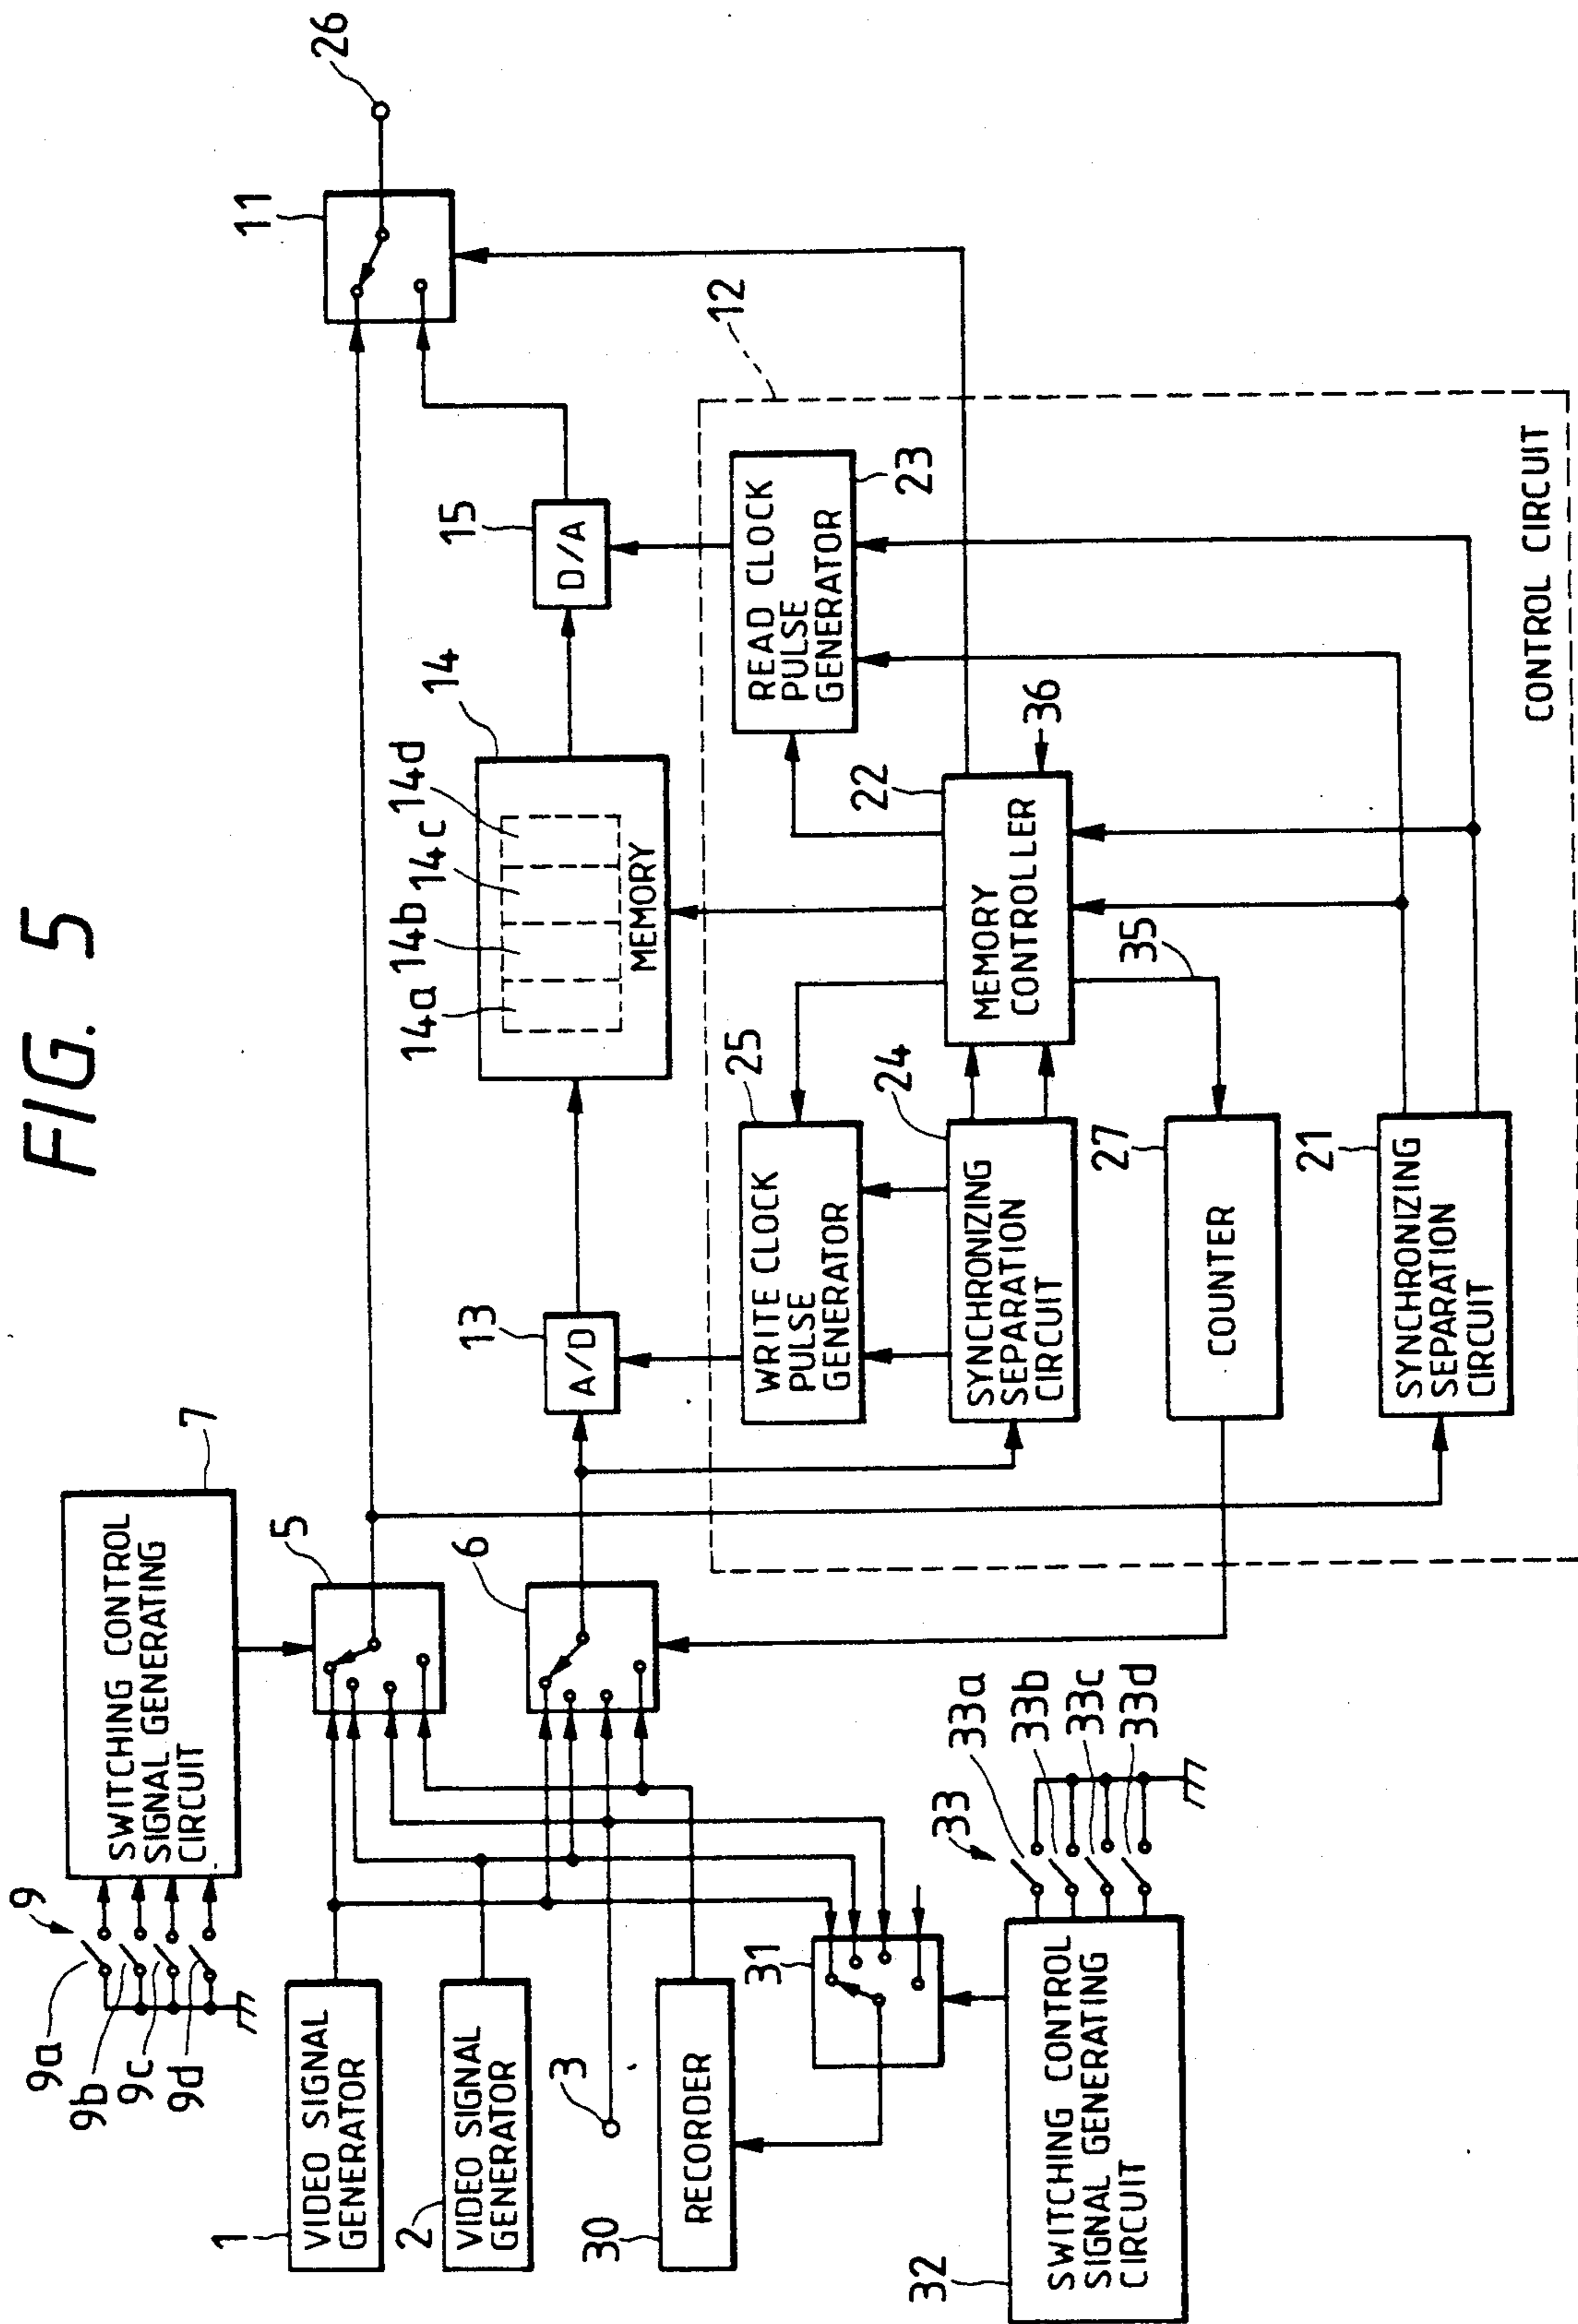 FIG. 5
9
9a
9b
9c
9d
SWITCHING CONTROL
SIGNAL GENERATING
CIRCUIT
7
1
VIDEO SIGNAL
GENERATOR
2
VIDEO SIGNAL
GENERATOR
3
30
RECORDER
5
6
31
32
SWITCHING CONTROL
SIGNAL GENERATING
CIRCUIT
33
33a
33b
33c
33d
13
A/D
14
14a
14b
14c
14d
MEMORY
15
D/A
11
26
12
25
WRITE CLOCK
PULSE
GENERATOR
24
SYNCHRONIZING
SEPARATION
CIRCUIT
27
COUNTER
21
SYNCHRONIZING
SEPARATION
CIRCUIT
22
MEMORY
CONTROLLER
35
36
READ CLOCK
PULSE
GENERATOR
23
CONTROL CIRCUIT